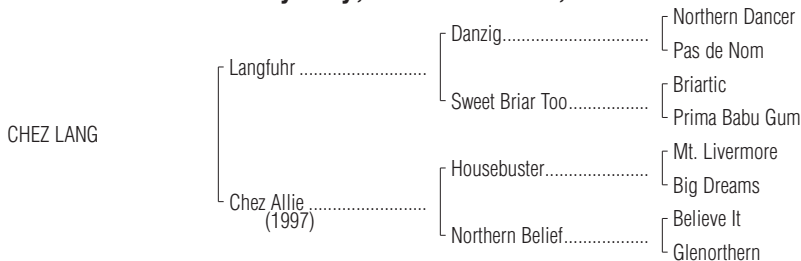 Northern Dancer
Danzig..................................
Pas de Nom
Langfuhr ...........................
Briartic
Sweet Briar Too..................
Prima Babu Gum
CHEZ LANG
Mt. Livermore
Housebuster........................
Big Dreams
Chez Allie .........................
(1997)
Believe It
Northern Belief...................
Glenorthern